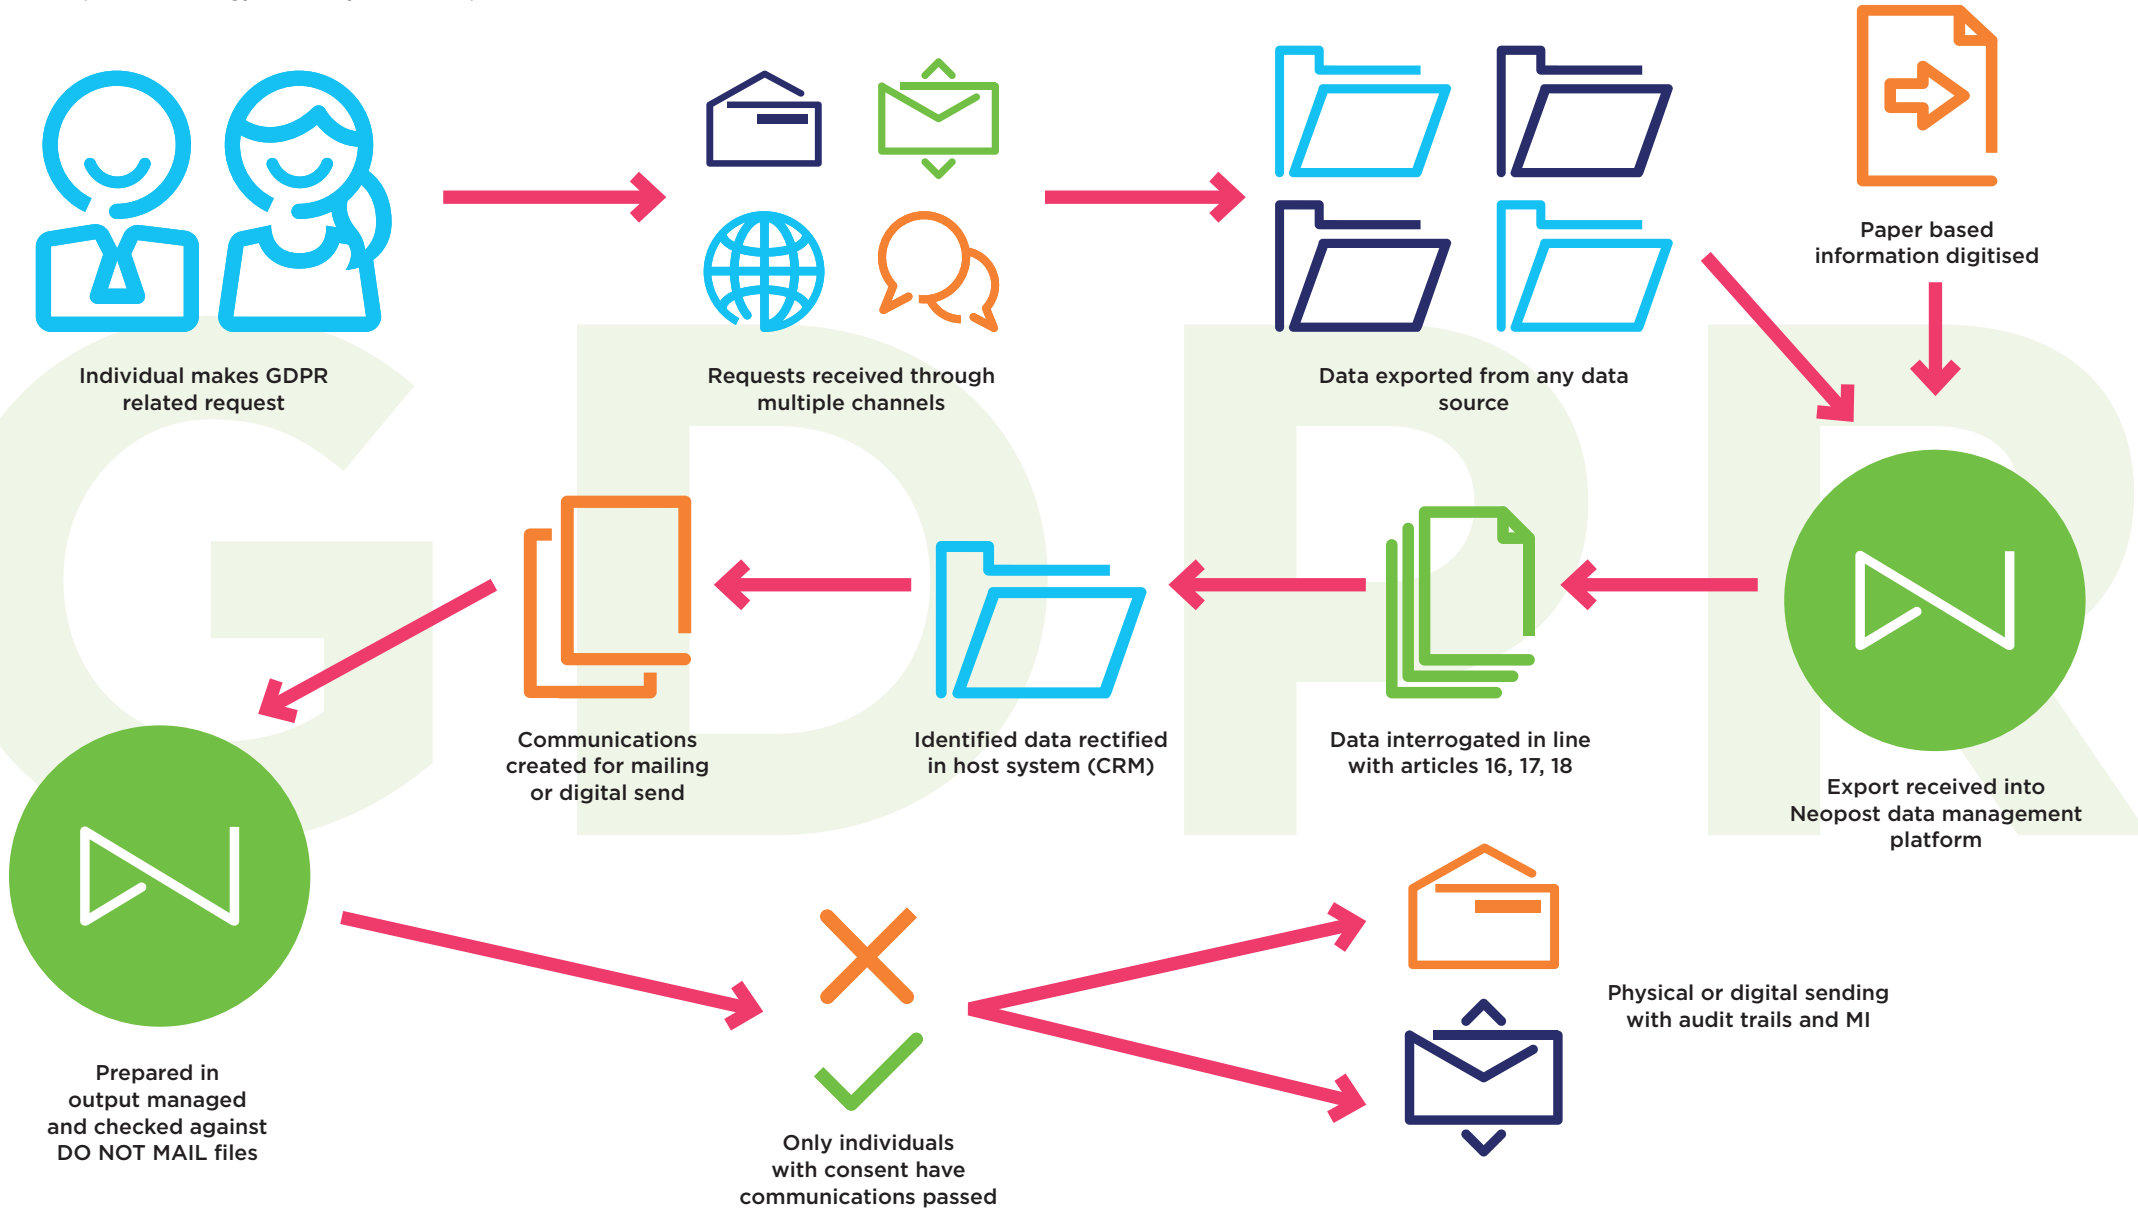 Paper based
information digitised
Individual makes GDPR
related request
Requests received through
multiple channels
Data exported from any data
source
GDPR
Communications
created for mailing
or digital send
Identified data rectified
in host system (CRM)
Data interrogated in line
with articles 16, 17, 18
Export received into
Neopost data management
platform
Prepared in
output managed
and checked against
DO NOT MAIL files
Only individuals
with consent have
communications passed
Physical or digital sending
with audit trails and MI